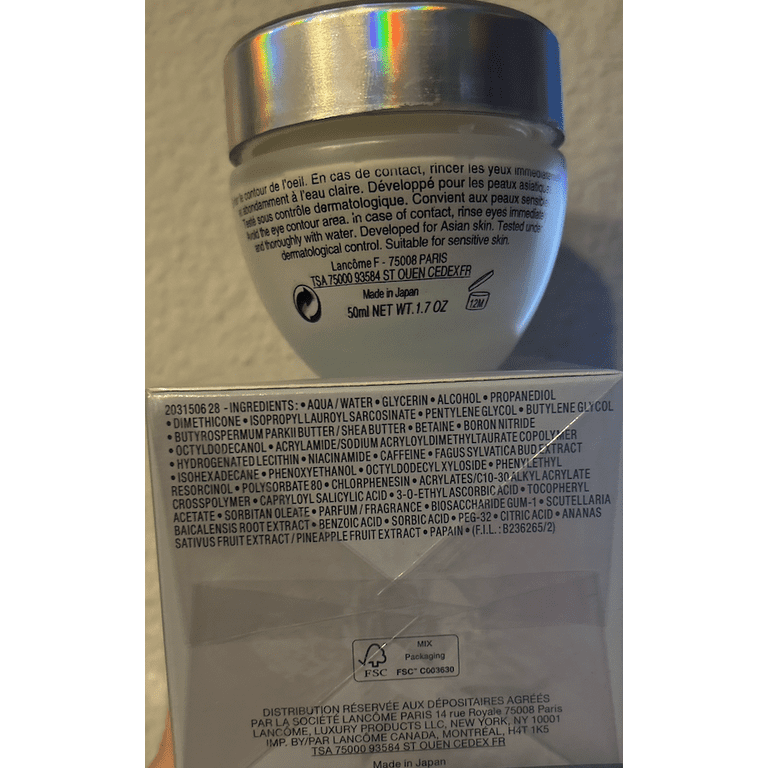 le contour de l'oeil. En cas de contact, rincer les yeux immédiatement
abondamment à l'eau claire. Développé pour les peaux asiatiques
Testé sous contrôle dermatologique. Convient aux peaux sensibles
Avoid the eye contour area. In case of contact, rinse eyes immediately
and thoroughly with water. Developed for Asian skin. Tested under
dermatological control. Suitable for sensitive skin.
Lancôme F - 75008 PARIS
TSA 75000 93584 ST OUEN CEDEX FR
Made in Japan
50ml NET WT. 1.7 OZ
12M
2031506 28 - INGREDIENTS: • AQUA / WATER • GLYCERIN • ALCOHOL • PROPANEDIOL
• DIMETHICONE • ISOPROPYL LAUROYL SARCOSINATE • PENTYLENE GLYCOL • BUTYLENE GLYCOL
• BUTYROSPERMUM PARKII BUTTER / SHEA BUTTER • BETAINE • BORON NITRIDE
• OCTYLDODECANOL • ACRYLAMIDE/SODIUM ACRYLOYLDIMETHYLTAURATE COPOLYMER
• HYDROGENATED LECITHIN • NIACINAMIDE • CAFFEINE • FAGUS SYLVATICA BUD EXTRACT
• ISOHEXADECANE • PHENOXYETHANOL • OCTYLDODECYL XYLOSIDE • PHENYLETHYL
RESORCINOL • POLYSORBATE 80 • CHLORPHENESIN • ACRYLATES/C10-30 ALKYL ACRYLATE
CROSSPOLYMER • CAPRYLOYL SALICYLIC ACID • 3-O-ETHYL ASCORBIC ACID • TOCOPHERYL
ACETATE • SORBITAN OLEATE • PARFUM / FRAGRANCE • BIOSACCHARIDE GUM-1 • SCUTELLARIA
BAICALENSIS ROOT EXTRACT • BENZOIC ACID • SORBIC ACID • PEG-32 • CITRIC ACID • ANANAS
SATIVUS FRUIT EXTRACT / PINEAPPLE FRUIT EXTRACT • PAPAIN • (F.I.L.: B236265/2)
MIX
Packaging
FSC FSC™ C003630
DISTRIBUTION RÉSERVÉE AUX DÉPOSITAIRES AGRÉÉS
PAR LA SOCIÉTÉ LANCÔME PARIS 14 rue Royale 75008 Paris
LANCÔME, LUXURY PRODUCTS LLC, NEW YORK, NY 10001
IMP. BY/PAR LANCÔME CANADA, MONTRÉAL, H4T 1K5
TSA 75000 93584 ST OUEN CEDEX FR
Made in Japan